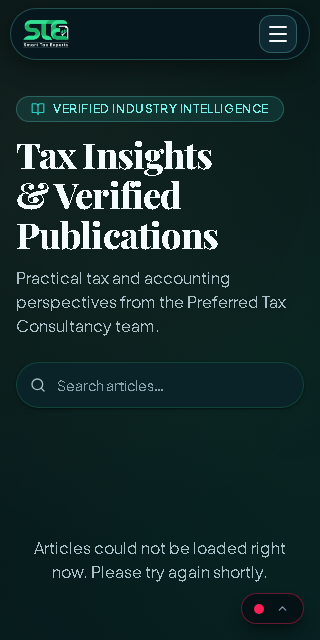 STE
Smart Tax Experts
VERIFIED INDUSTRY INTELLIGENCE
Tax Insights
& Verified
Publications
Practical tax and accounting
perspectives from the Preferred Tax
Consultancy team.
Search articles...
Articles could not be loaded right
now. Please try again shortly.